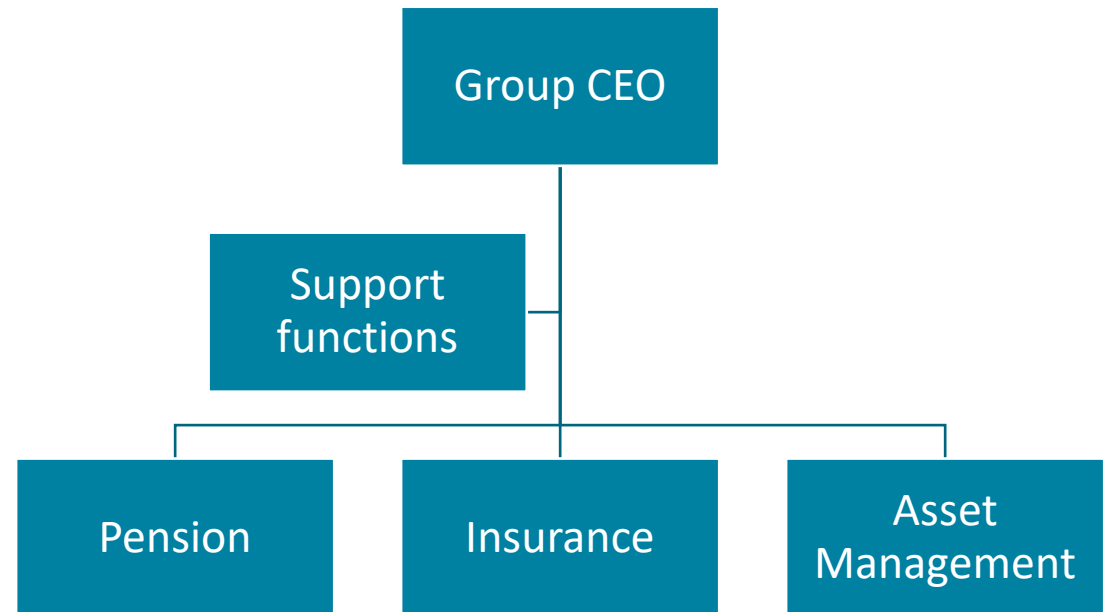 Group CEO
Support
functions
Pension
Insurance
Asset
Management